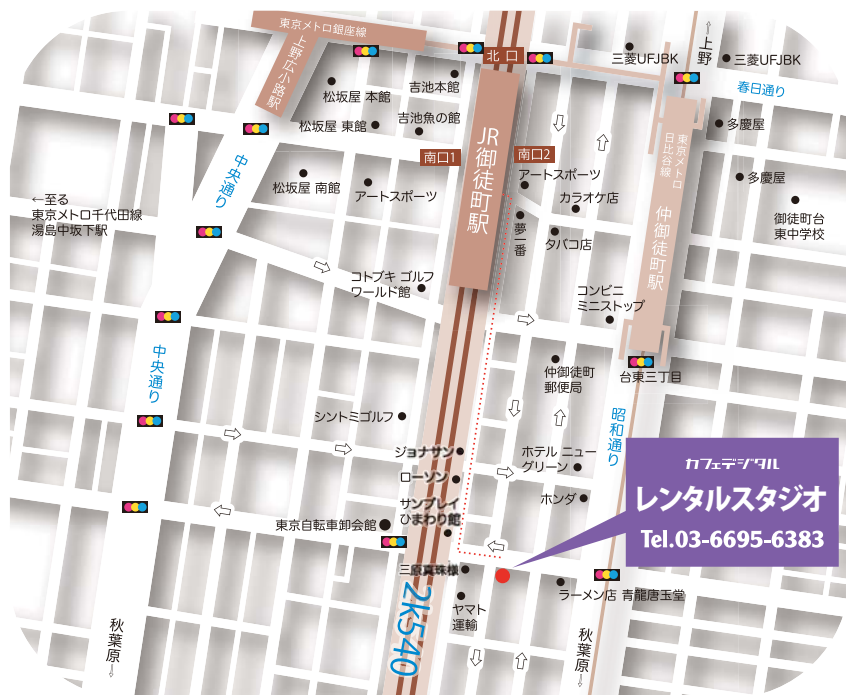 東京メトロ銀座線
上野広小路駅
北口
←上野
三菱UFJBK
三菱UFJBK
春日通り
松坂屋 本館
吉池本館
松坂屋 東館
吉池魚の館
多慶屋
JR御徒町駅
東京メトロ
日比谷線
仲御徒町駅
南口1
南口2
中央通り
松坂屋 南館
アートスポーツ
アートスポーツ
カラオケ店
多慶屋
←至る
東京メトロ千代田線
湯島中坂下駅
御徒町台
東中学校
夢一番
タバコ店
コトブキ ゴルフ
ワールド館
コンビニ
ミニストップ
中央通り
仲御徒町
郵便局
台東三丁目
シントミゴルフ
昭和通り
ジョナサン
ホテル ニュー
グリーン
ローソン
ホンダ
サンプレイ
ひまわり館
東京自転車卸会館
カフェデジタル
レンタルスタジオ
Tel.03-6695-6383
三原真珠様
ラーメン店 青龍唐玉堂
ヤマト
運輸
2k540
秋葉原→
秋葉原→